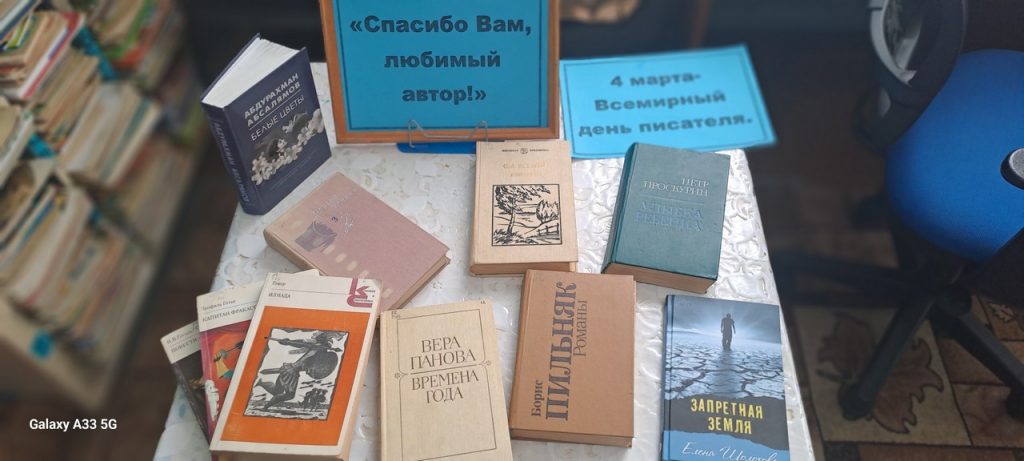 «Спасибо Вам,
любимый
автор!»
4 марта-
Всемирный
день писателя.
АБДУРАХМАН
АБСАЛЯМОВ
БЕЛЫЕ ЦВЕТЫ
ПЕТР
ПРОСКУРИН
Гомер
ИЛИАДА
Теофиль Готье
КАПИТАН ФРАКАСС
ВЕРА
ПАНОВА
ВРЕМЕНА
ГОДА
Борис
ПИЛЬНЯК
Романы
ЗАПРЕТНАЯ
ЗЕМЛЯ
Елена
Galaxy A33 5G